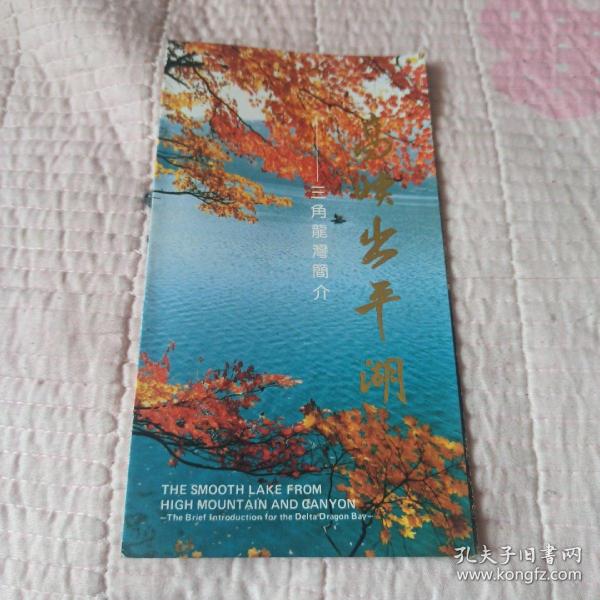 高峡出平湖
——三角龍灣簡介
THE SMOOTH LAKE FROM
HIGH MOUNTAIN AND CANYON
—The Brief Introduction for the Delta Dragon Bay—
孔夫子旧书网
www.kongfz.com